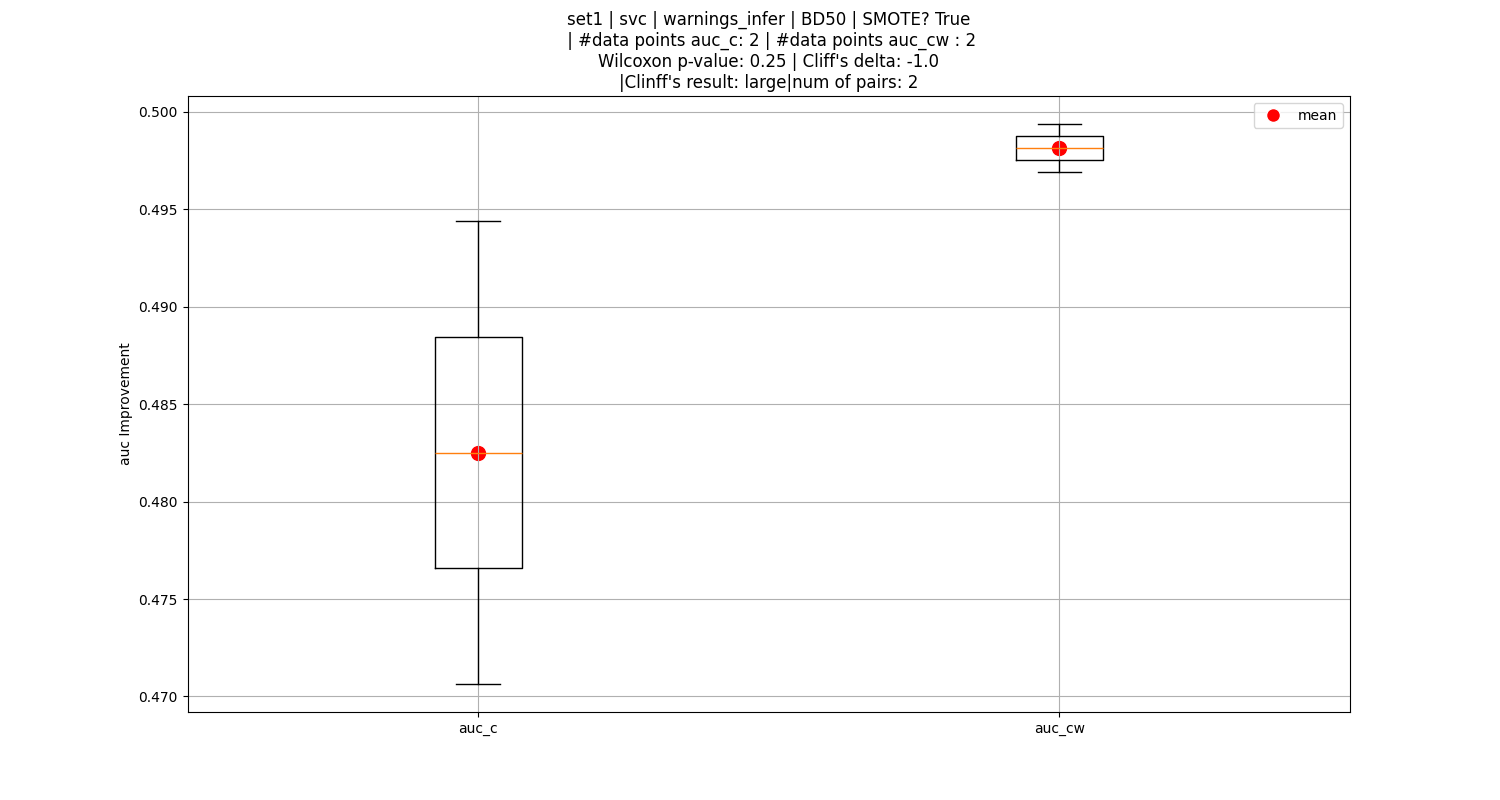 set1 | svc | warnings_infer | BD50 | SMOTE? True
| #data points auc_c: 2 | #data points auc_cw : 2
Wilcoxon p-value: 0.25 | Cliff's delta: -1.0
|Clinff's result: large|num of pairs: 2
mean
0.500
0.495
0.490
0.485
0.480
0.475
0.470
auc Improvement
auc_c
auc_cw